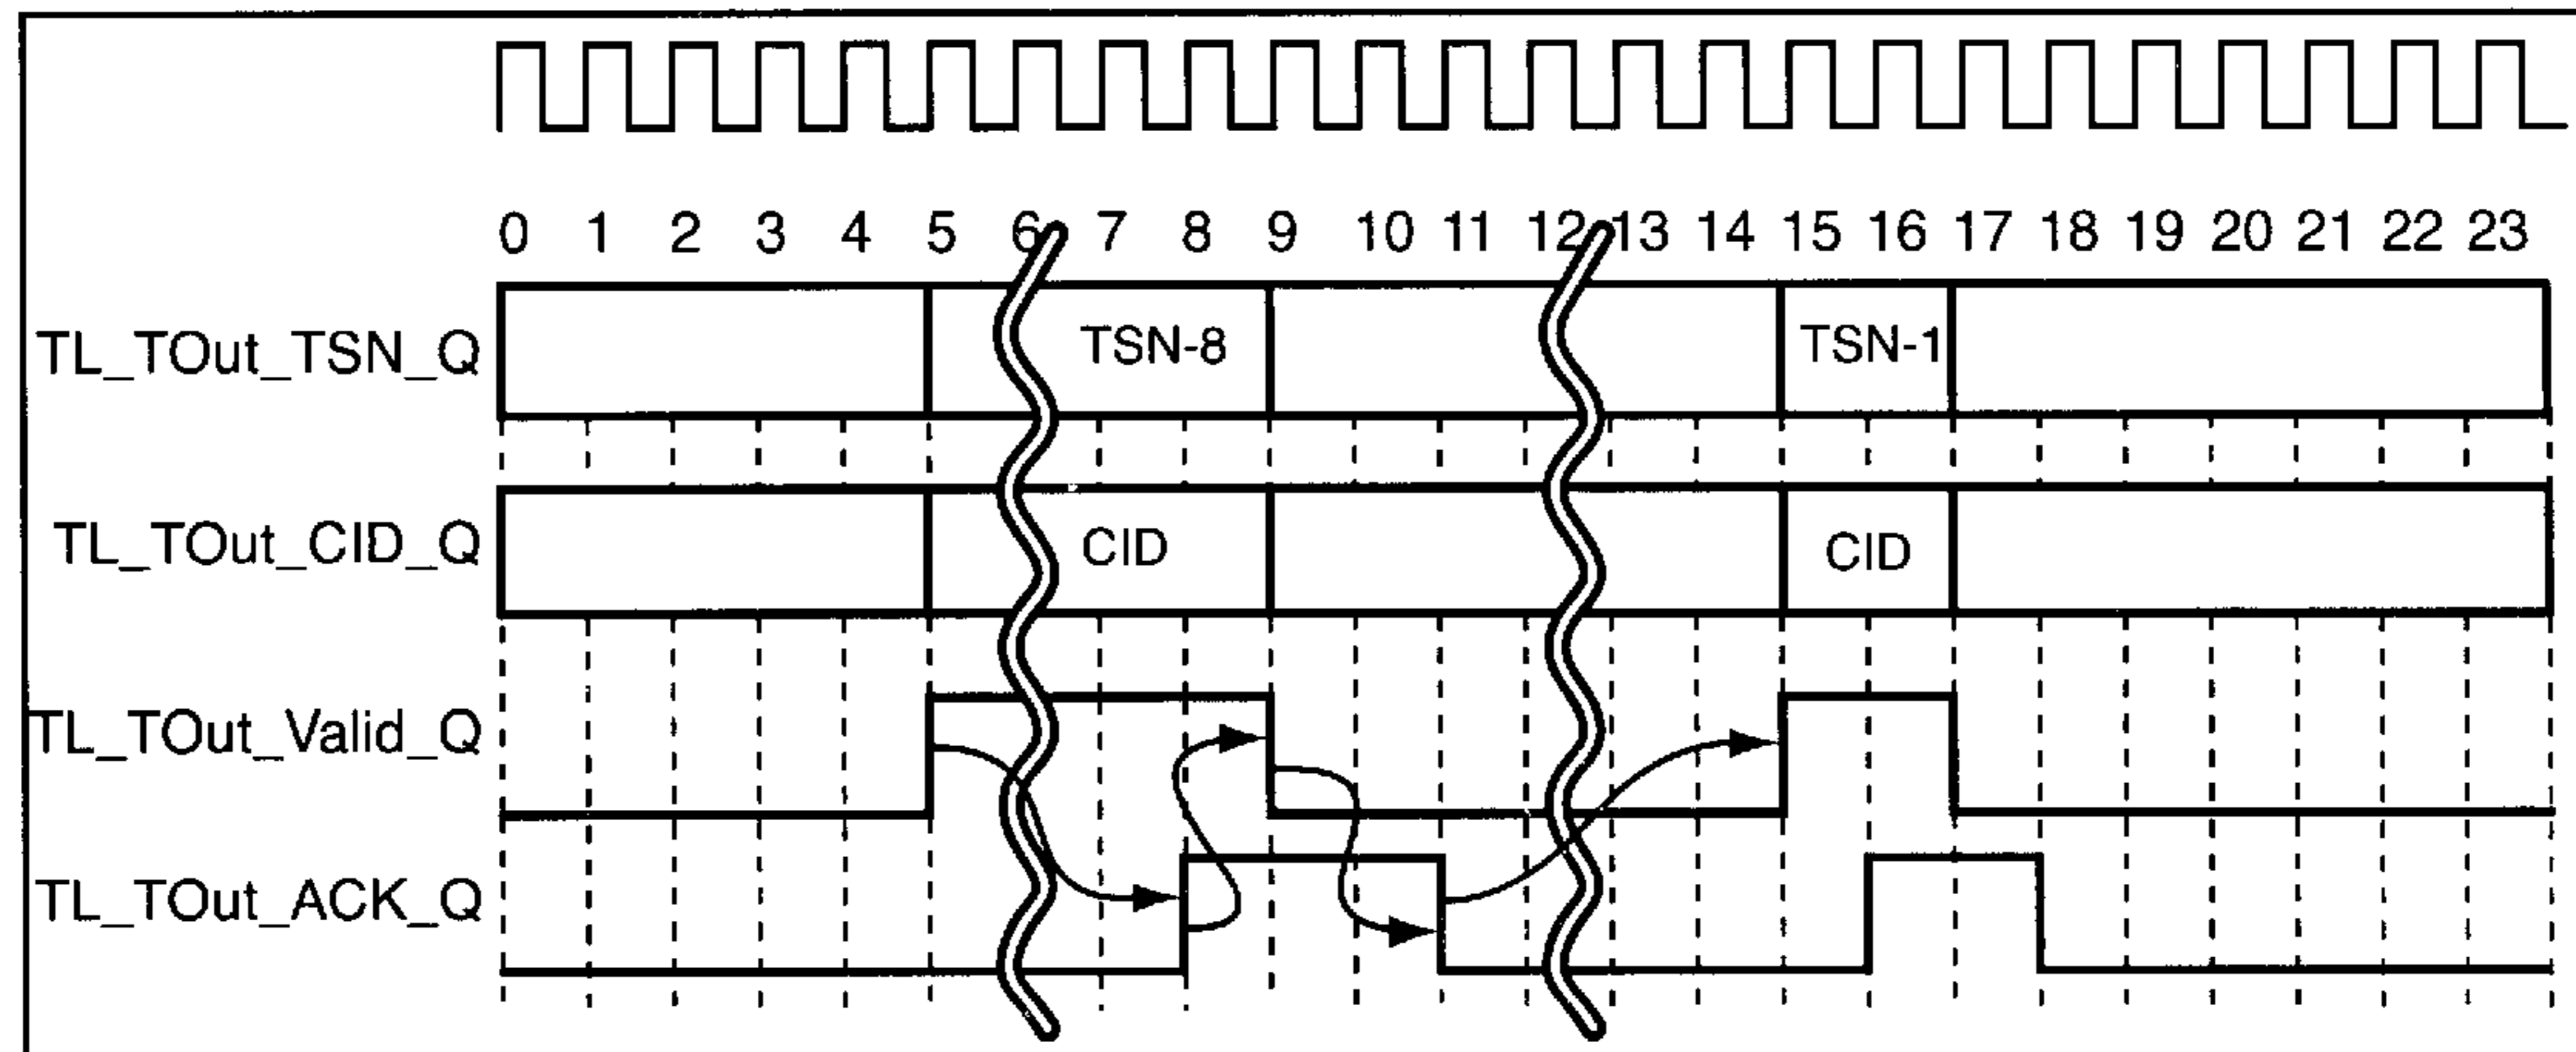 0 1 2 3 4 5 6 7 8 9 10 11 12 13 14 15 16 17 18 19 20 21 22 23
TL_TOut_TSN_Q TSN-8 TSN-1
TL_TOut_CID_Q CID CID
TL_TOut_Valid_Q
TL_TOut_ACK_Q